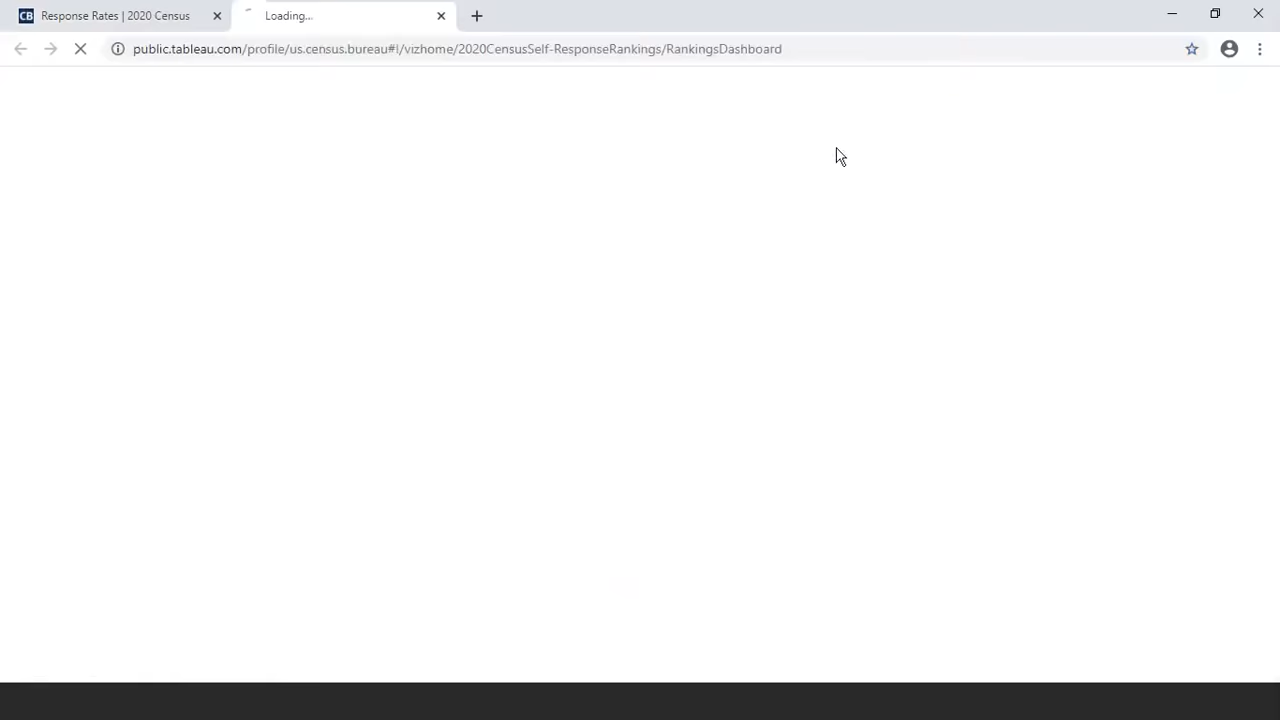 CB Response Rates | 2020 Census
Loading...
public.tableau.com/profile/us.census.bureau#!/vizhome/2020CensusSelf-ResponseRankings/RankingsDashboard